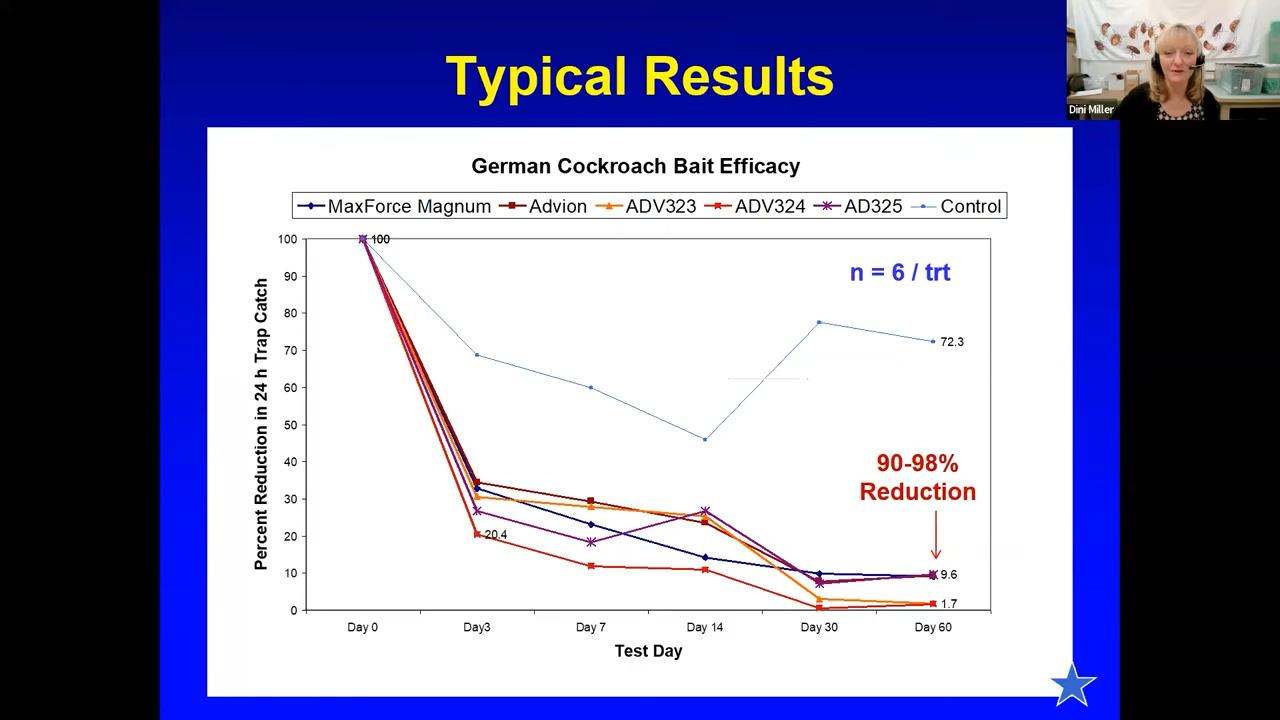 Typical Results
Dini Miller
German Cockroach Bait Efficacy
MaxForce Magnum Advion ADV323 ADV324 AD325 Control
Percent Reduction in 24 h Trap Catch
100
90
80
70
60
50
40
30
20
10
0
100
20.4
n = 6 / trt
72.3
90-98%
Reduction
9.6
1.7
Day 0 Day3 Day 7 Day 14 Day 30 Day 60
Test Day